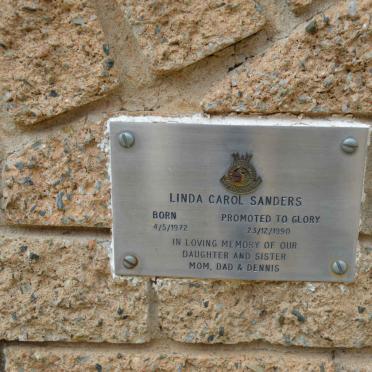 LINDA CAROL SANDERS
BORN PROMOTED TO GLORY
4/5/1972 23/12/1990
IN LOVING MEMORY OF OUR
DAUGHTER AND SISTER
MOM, DAD & DENNIS